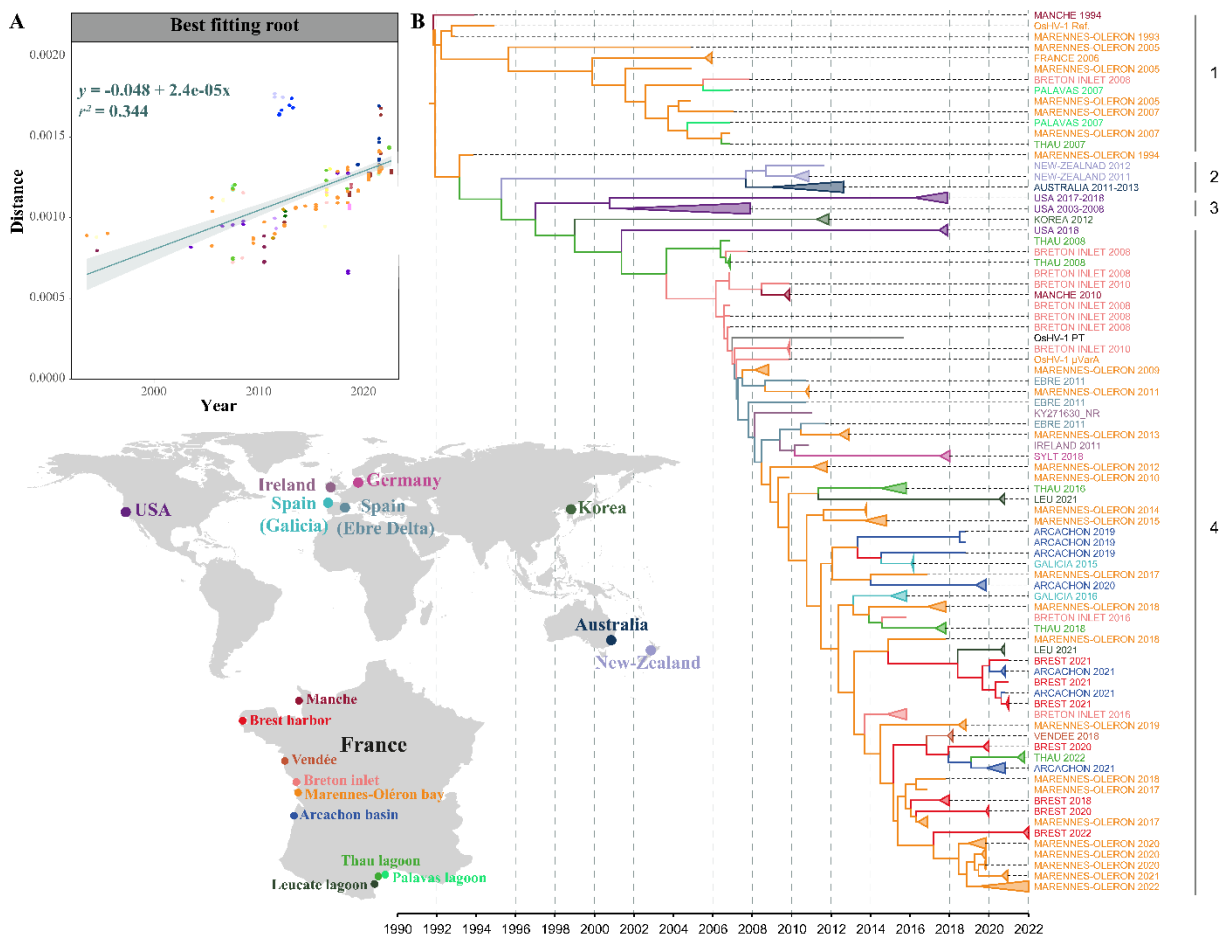 A
Best fitting root
0.0020
0.0015
0.0010
0.0005
0.0000
Distance
y = -0.048 + 2.4e-05x
r² = 0.344
2000
2010
2020
Year
USA
Ireland
Germany
Spain
(Galicia)
Spain
(Ebre Delta)
Korea
Australia
New-Zealand
Manche
Brest harbor
France
Vendée
Breton inlet
Marennes-Oléron bay
Arcachon basin
Thau lagoon
Palavas lagoon
Leucate lagoon
B
MANCHE 1994
OsHV-1 Ref.
MARENNES-OLERON 1993
MARENNES-OLERON 2005
FRANCE 2006
MARENNES-OLERON 2005
BRETON INLET 2008
PALAVAS 2007
MARENNES-OLERON 2005
MARENNES-OLERON 2007
PALAVAS 2007
MARENNES-OLERON 2007
THAU 2007
MARENNES-OLERON 1994
NEW-ZEALNAD 2012
NEW-ZEALAND 2011
AUSTRALIA 2011-2013
USA 2017-2018
USA 2003-2008
KOREA 2012
USA 2018
THAU 2008
BRETON INLET 2008
THAU 2008
BRETON INLET 2008
BRETON INLET 2010
MANCHE 2010
BRETON INLET 2008
BRETON INLET 2008
BRETON INLET 2008
OsHV-1 PT
BRETON INLET 2010
OsHV-1 µVarA
MARENNES-OLERON 2009
EBRE 2011
MARENNES-OLERON 2011
EBRE 2011
KY271630_NR
EBRE 2011
MARENNES-OLERON 2013
IRELAND 2011
SYLT 2018
MARENNES-OLERON 2012
MARENNES-OLERON 2010
THAU 2016
LEU 2021
MARENNES-OLERON 2014
MARENNES-OLERON 2015
ARCACHON 2019
ARCACHON 2019
ARCACHON 2019
GALICIA 2015
MARENNES-OLERON 2017
ARCACHON 2020
GALICIA 2016
MARENNES-OLERON 2018
BRETON INLET 2016
THAU 2018
MARENNES-OLERON 2018
LEU 2021
BREST 2021
ARCACHON 2021
BREST 2021
ARCACHON 2021
BREST 2021
BRETON INLET 2016
MARENNES-OLERON 2019
VENDEE 2018
BREST 2020
THAU 2022
ARCACHON 2021
MARENNES-OLERON 2018
MARENNES-OLERON 2017
BREST 2018
BREST 2020
MARENNES-OLERON 2017
BREST 2022
MARENNES-OLERON 2020
MARENNES-OLERON 2020
MARENNES-OLERON 2020
MARENNES-OLERON 2021
MARENNES-OLERON 2022
1
2
3
4
1990 1992 1994 1996 1998 2000 2002 2004 2006 2008 2010 2012 2014 2016 2018 2020 2022